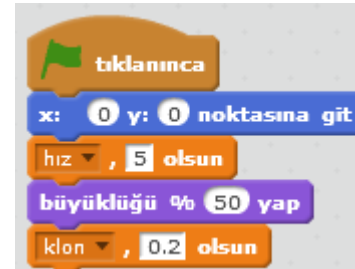 tıklanınca
x: 0 y: 0 noktasına git
hız , 5 olsun
büyüklüğü % 50 yap
klon , 0.2 olsun